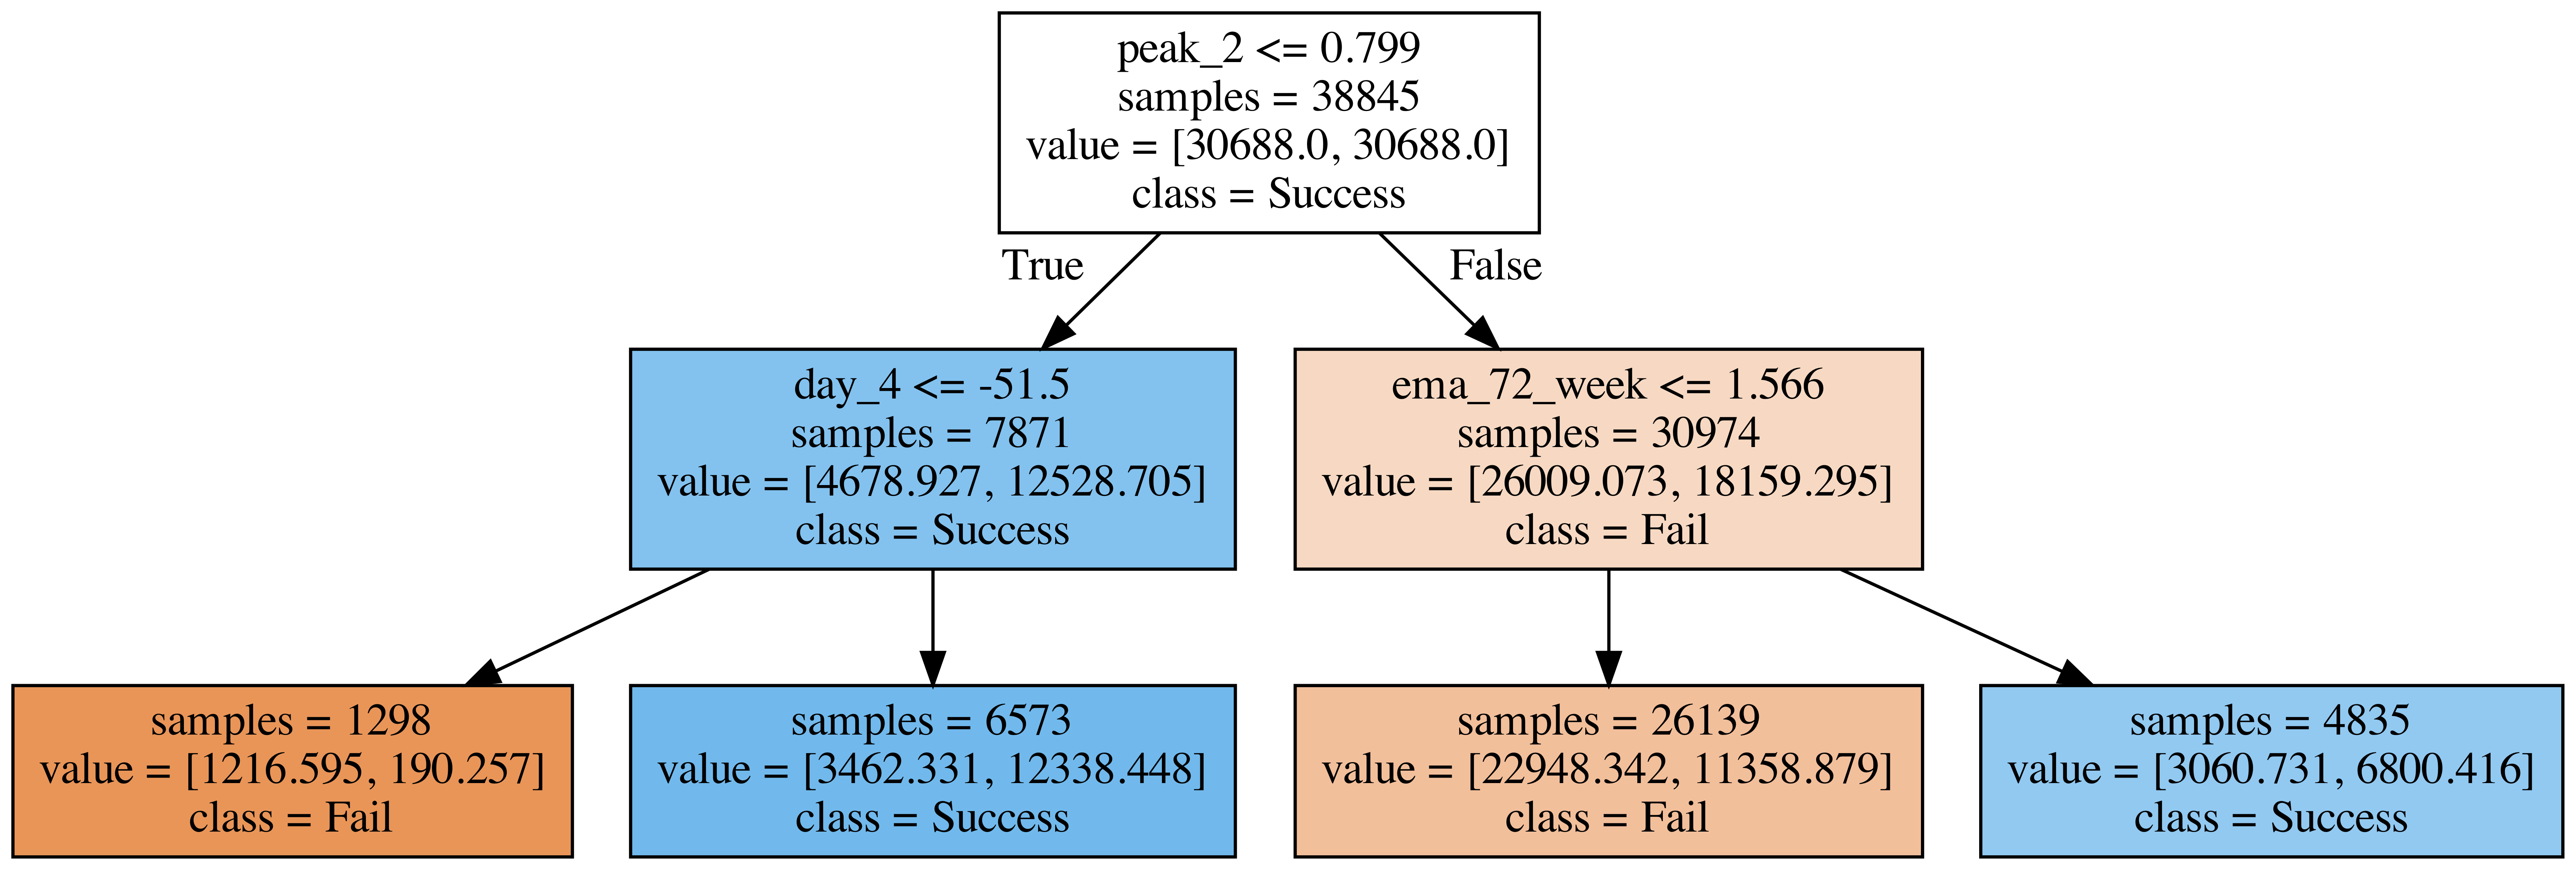 peak_2 <= 0.799
samples = 38845
value = [30688.0, 30688.0]
class = Success
True
False
day_4 <= -51.5
samples = 7871
value = [4678.927, 12528.705]
class = Success
ema_72_week <= 1.566
samples = 30974
value = [26009.073, 18159.295]
class = Fail
samples = 1298
value = [1216.595, 190.257]
class = Fail
samples = 6573
value = [3462.331, 12338.448]
class = Success
samples = 26139
value = [22948.342, 11358.879]
class = Fail
samples = 4835
value = [3060.731, 6800.416]
class = Success